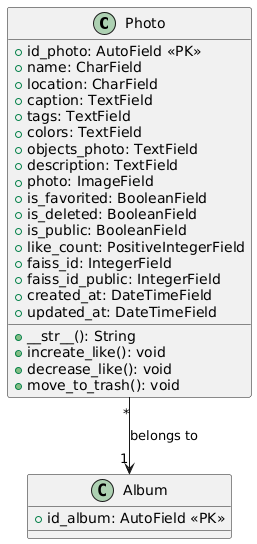 C Photo
id_photo: AutoField «PK»
name: CharField
location: CharField
caption: TextField
tags: TextField
colors: TextField
objects_photo: TextField
description: TextField
photo: ImageField
is_favorited: BooleanField
is_deleted: BooleanField
is_public: BooleanField
like_count: PositiveIntegerField
faiss_id: IntegerField
faiss_id_public: IntegerField
created_at: DateTimeField
updated_at: DateTimeField
__str__(): String
increate_like(): void
decrease_like(): void
move_to_trash(): void
*
belongs to
1
C Album
id_album: AutoField «PK»